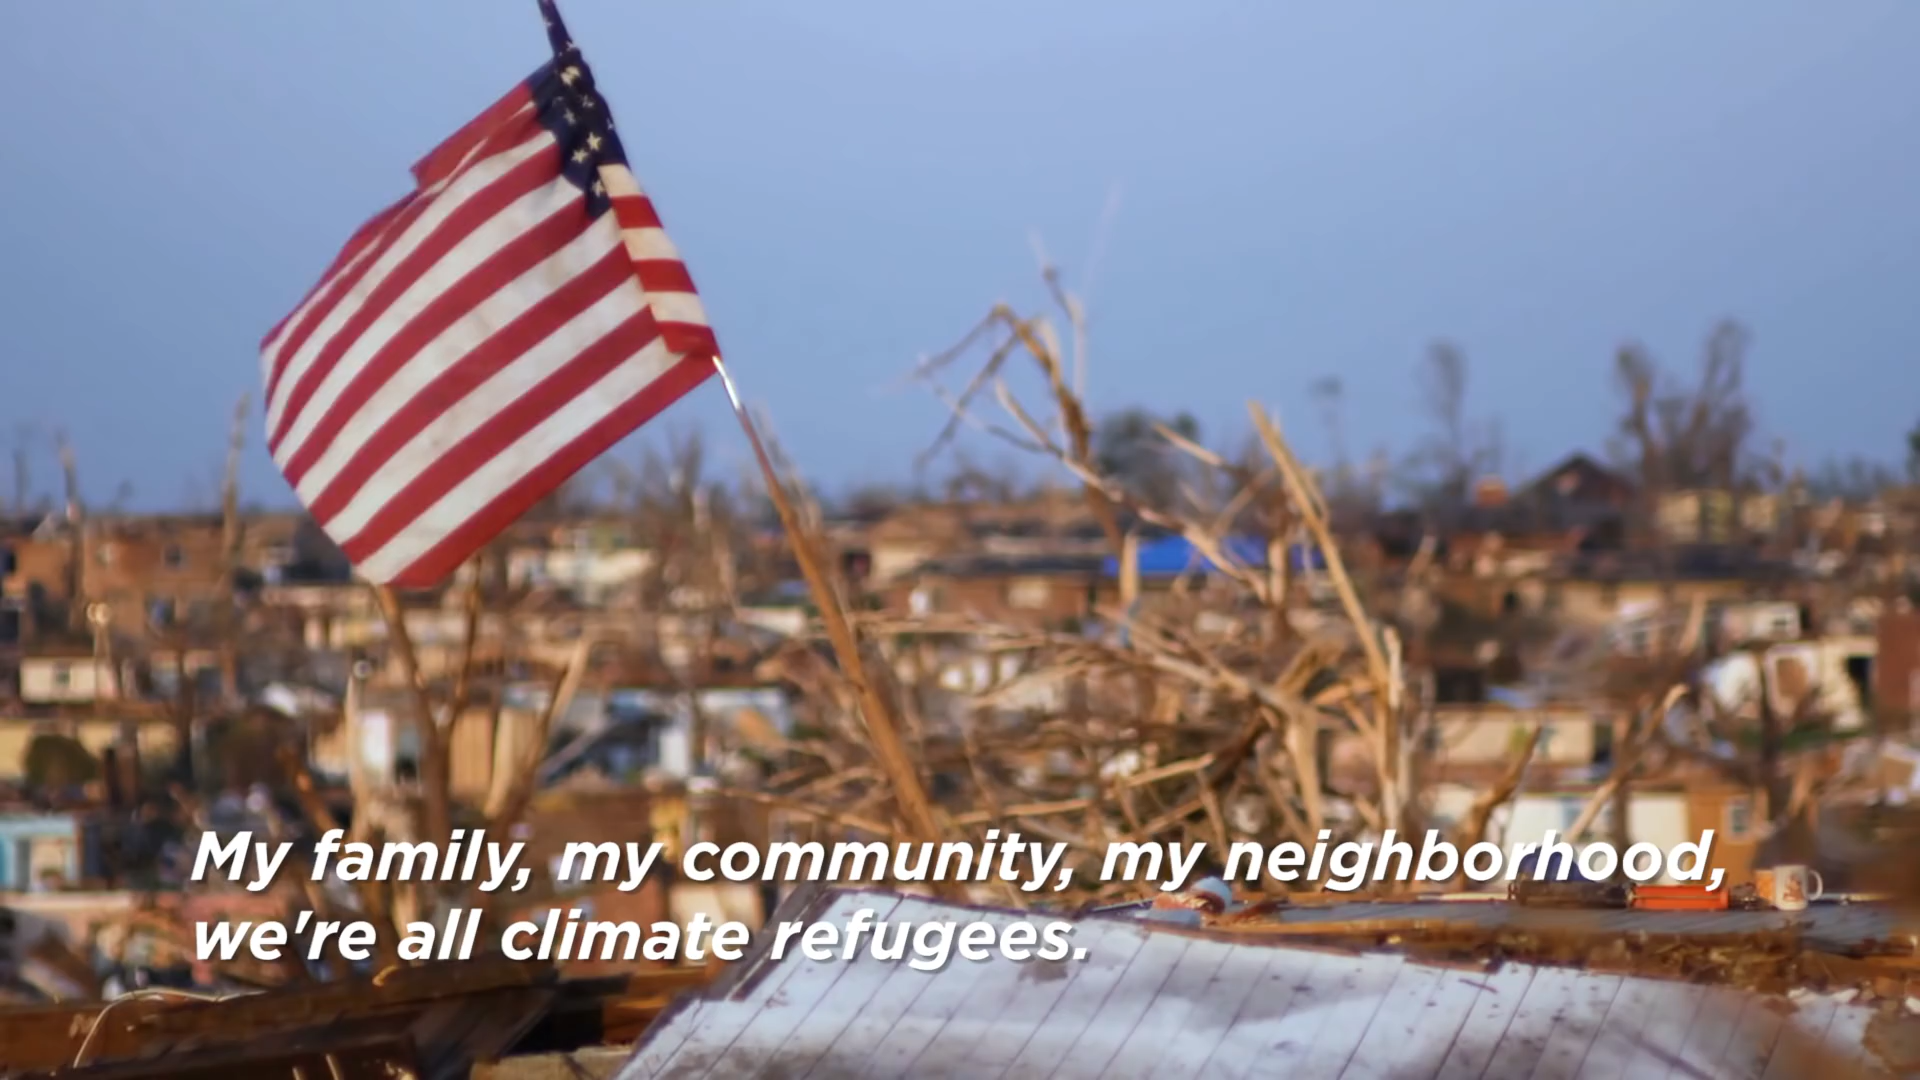 My family, my community, my neighborhood,
we're all climate refugees.